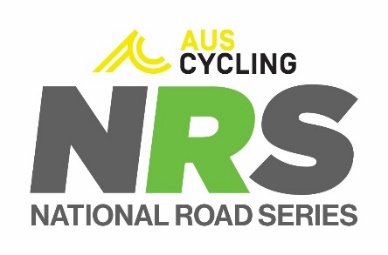 AUS
CYCLING
NRS
NATIONAL ROAD SERIES